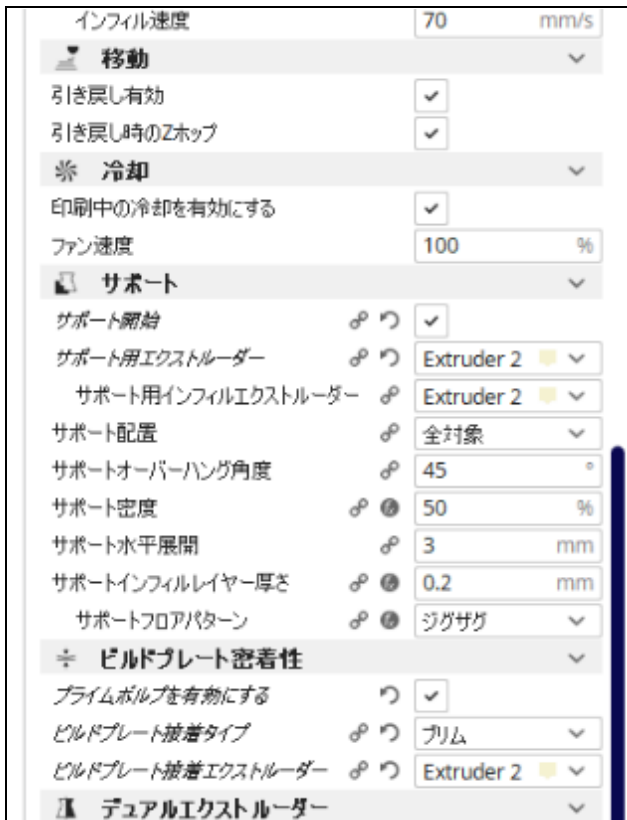 インフィル速度 70 mm/s
移動
引き戻し有効
引き戻し時のZホップ
冷却
印刷中の冷却を有効にする
ファン速度 100 %
サポート
サポート開始
サポート用エクストルーダー Extruder 2
サポート用インフィルエクストルーダー Extruder 2
サポート配置 全対象
サポートオーバーハング角度 45 °
サポート密度 50 %
サポート水平展開 3 mm
サポートインフィルレイヤー厚さ 0.2 mm
サポートフロアパターン ジグザグ
ビルドプレート密着性
プライムボルブを有効にする
ビルドプレート接着タイプ ブリム
ビルドプレート接着エクストルーダー Extruder 2
デュアルエクストルーダー